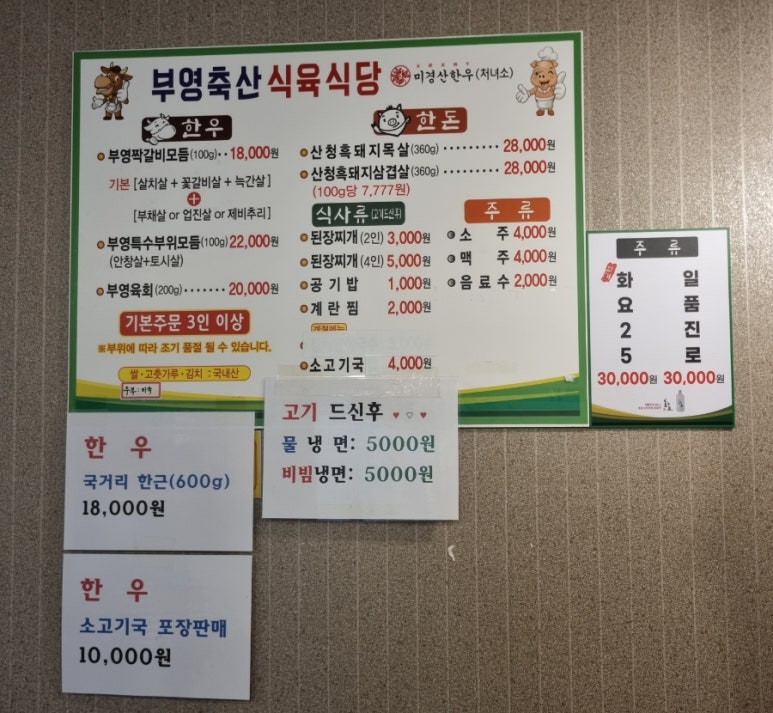 부영축산 식육식당 미경산한우(처녀소)
한우
부영짝갈비모듬(100g)‥18,000원
기본 [살치살 + 꽃갈비살 + 늑간살]
+
[부채살 or 업진살 or 제비추리]
부영특수부위모듬(100g) 22,000원
(안창살+토시살)
부영육회(200g)‥‥‥‥20,000원
기본주문 3인 이상
※부위에 따라 조기 품절 될 수 있습니다.
쌀·고춧가루·김치 : 국내산
한돈
산청흑돼지목살(360g)·········28,000원
산청흑돼지삼겹살(360g)·········28,000원
(100g당 7,777원)
식사류(고기드신후)
된장찌개(2인) 3,000원
된장찌개(4인) 5,000원
공기밥 1,000원
계란찜 2,000원
계절메뉴
소고기국 4,000원
주류
소주 4,000원
맥주 4,000원
음료수 2,000원
주류
화요25 30,000원
일품진로 30,000원
고기 드신후 ♥ ♡ ♥
물 냉 면: 5000원
비빔냉면: 5000원
한 우
국거리 한근(600g)
18,000원
한 우
소고기국 포장판매
10,000원